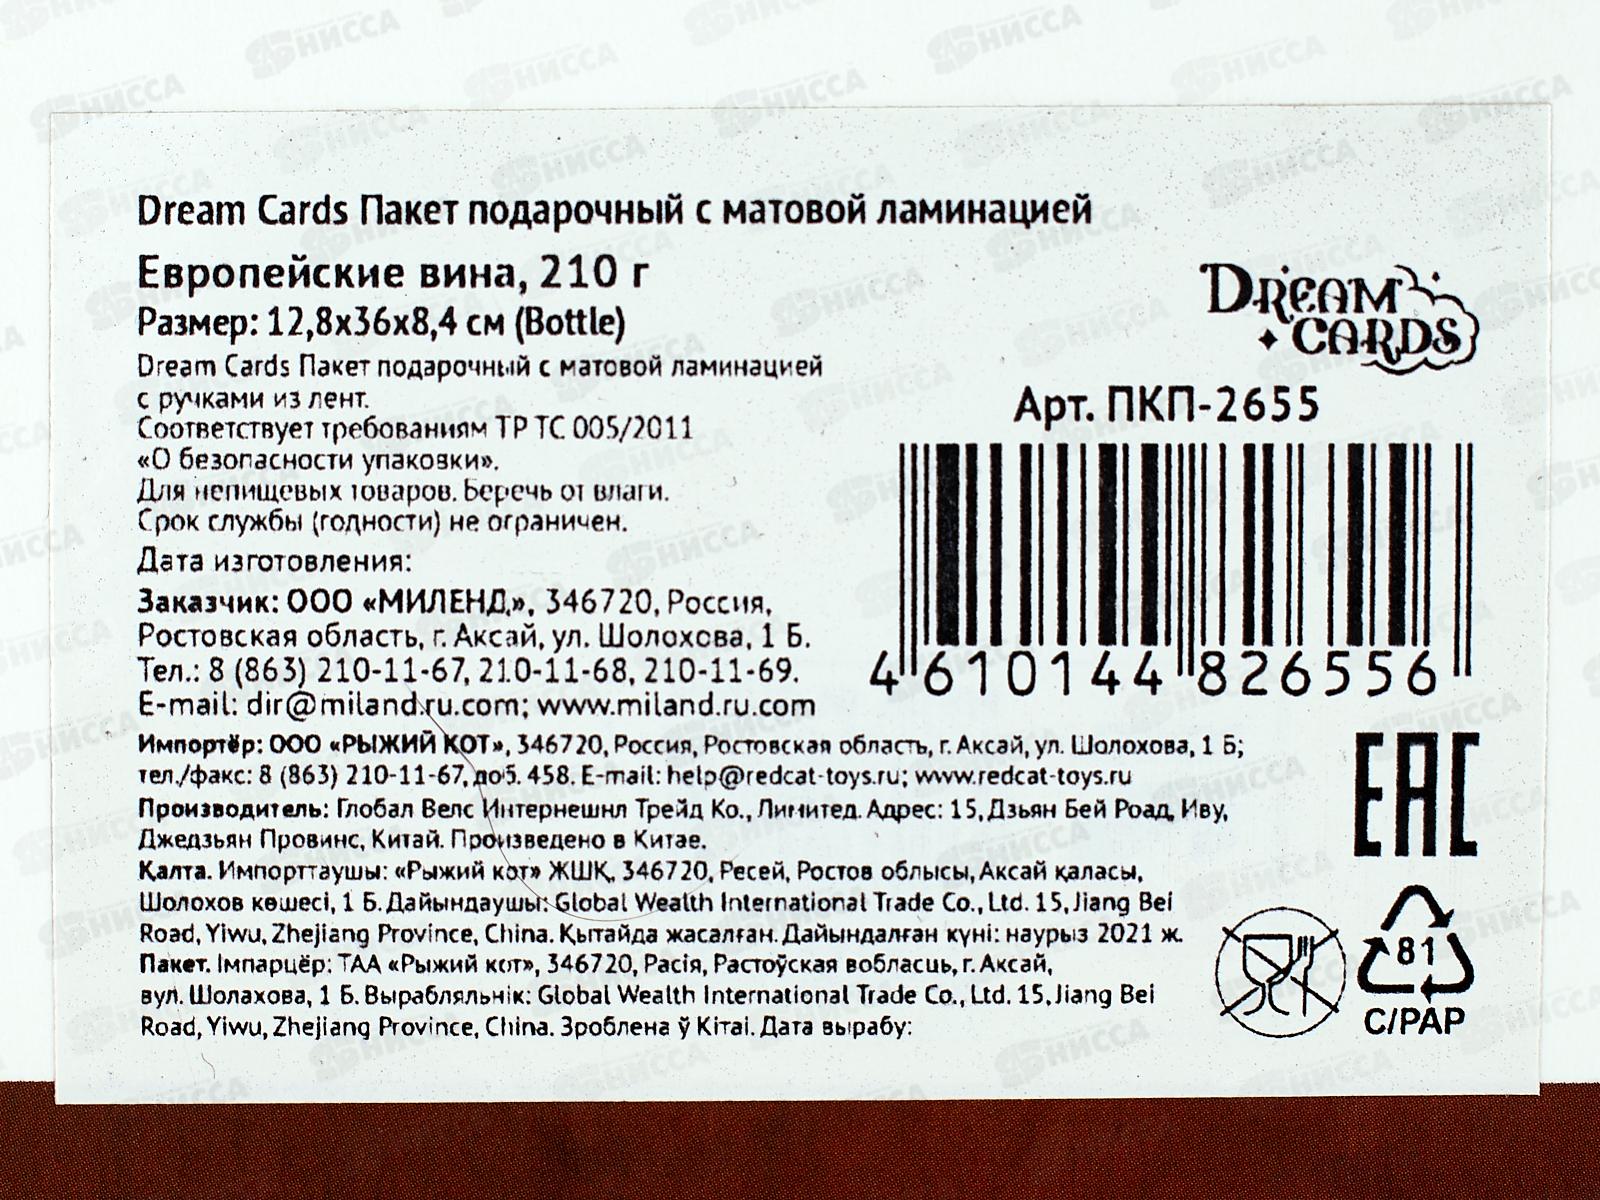 Dream Cards Пакет подарочный с матовой ламинацией
Европейские вина, 210 г
Размер: 12,8х36х8,4 см (Bottle)
Dream Cards Пакет подарочный с матовой ламинацией
с ручками из лент.
Соответствует требованиям ТР ТС 005/2011
«О безопасности упаковки».
Для непищевых товаров. Беречь от влаги.
Срок службы (годности) не ограничен.
Дата изготовления:
Заказчик: ООО «МИЛЕНД», 346720, Россия,
Ростовская область, г. Аксай, ул. Шолохова, 1 Б.
Тел.: 8 (863) 210-11-67, 210-11-68, 210-11-69.
E-mail: dir@miland.ru.com; www.miland.ru.com
Импортёр: ООО «РЫЖИЙ КОТ», 346720, Россия, Ростовская область, г. Аксай, ул. Шолохова, 1 Б;
тел./факс: 8 (863) 210-11-67, доб. 458. E-mail: help@redcat-toys.ru; www.redcat-toys.ru
Производитель: Глобал Велс Интернешнл Трейд Ко., Лимитед. Адрес: 15, Дзьян Бей Роад, Иву,
Джедзьян Провинс, Китай. Произведено в Китае.
Қалта. Импорттаушы: «Рыжий кот» ЖШҚ, 346720, Ресей, Ростов облысы, Аксай қаласы,
Шолохов көшесі, 1 Б. Дайындаушы: Global Wealth International Trade Co., Ltd. 15, Jiang Bei
Road, Yiwu, Zhejiang Province, China. Қытайда жасалған. Дайындалған күні: наурыз 2021 ж.
Пакет. Імпарцёр: ТАА «Рыжий кот», 346720, Расія, Растоўская вобласць, г. Аксай,
вул. Шолахова, 1 Б. Вырабляльнік: Global Wealth International Trade Co., Ltd. 15, Jiang Bei
Road, Yiwu, Zhejiang Province, China. Зроблена ў Кітаі. Дата вырабу:
DREAM
CARDS
Арт. ПКП-2655
4 610144 826556
EAC
81
C/PAP